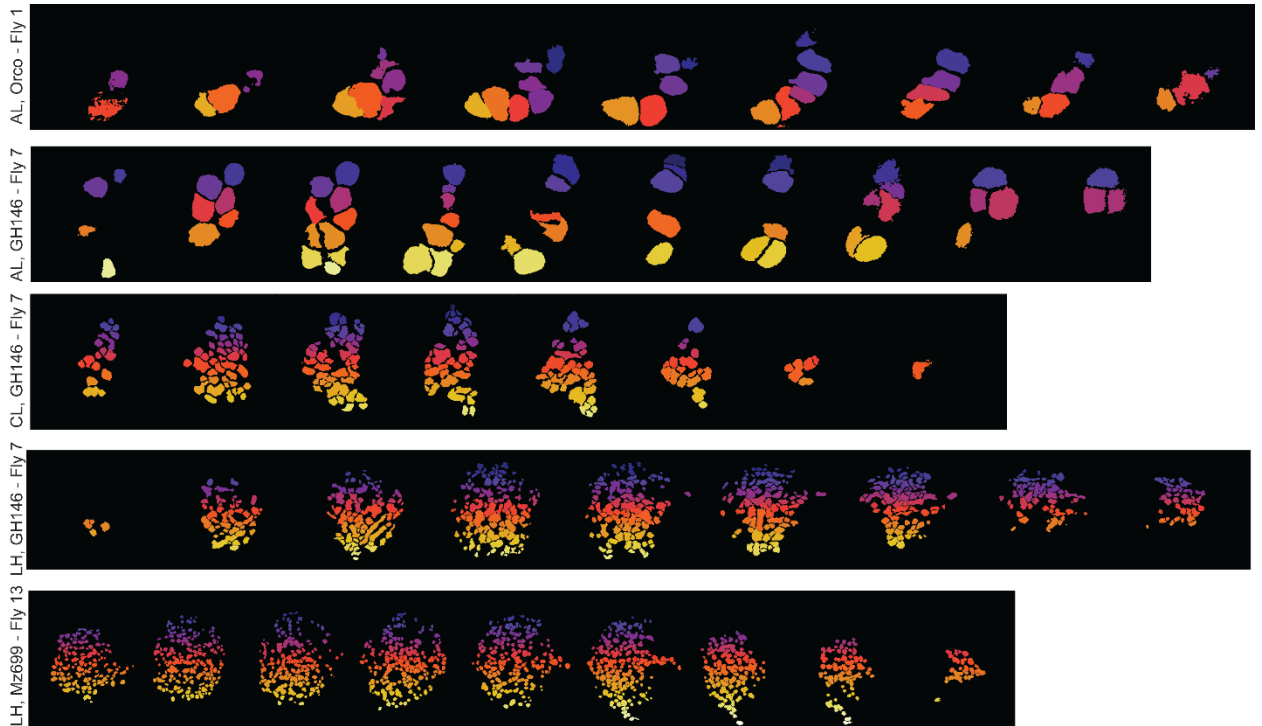 AL, Orco - Fly 1
AL, GH146 - Fly 7
CL, GH146 - Fly 7
LH, GH146 - Fly 7
LH, Mz699 - Fly 13